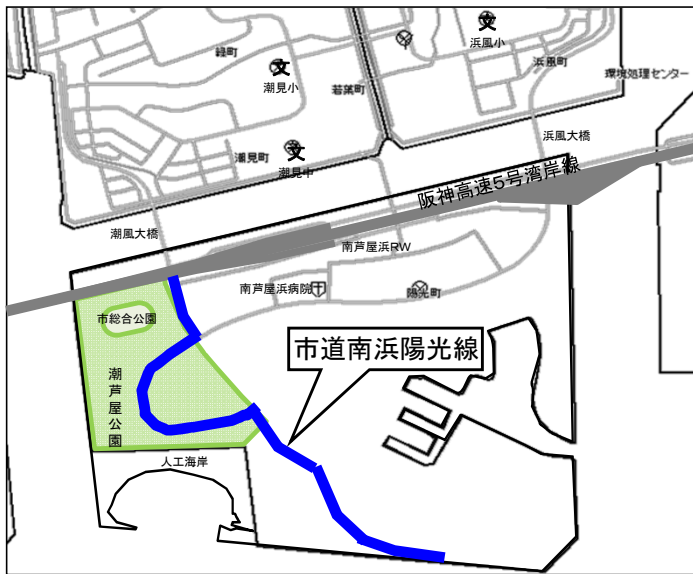 文
浜風小
緑町
文
潮見小
若葉町
浜風町
環境処理センター
浜風大橋
文
潮見町
潮見中
阪神高速5号湾岸線
潮風大橋
南芦屋浜RW
南芦屋浜病院
陽光町
市総合公園
市道南浜陽光線
潮芦屋公園
人工海岸